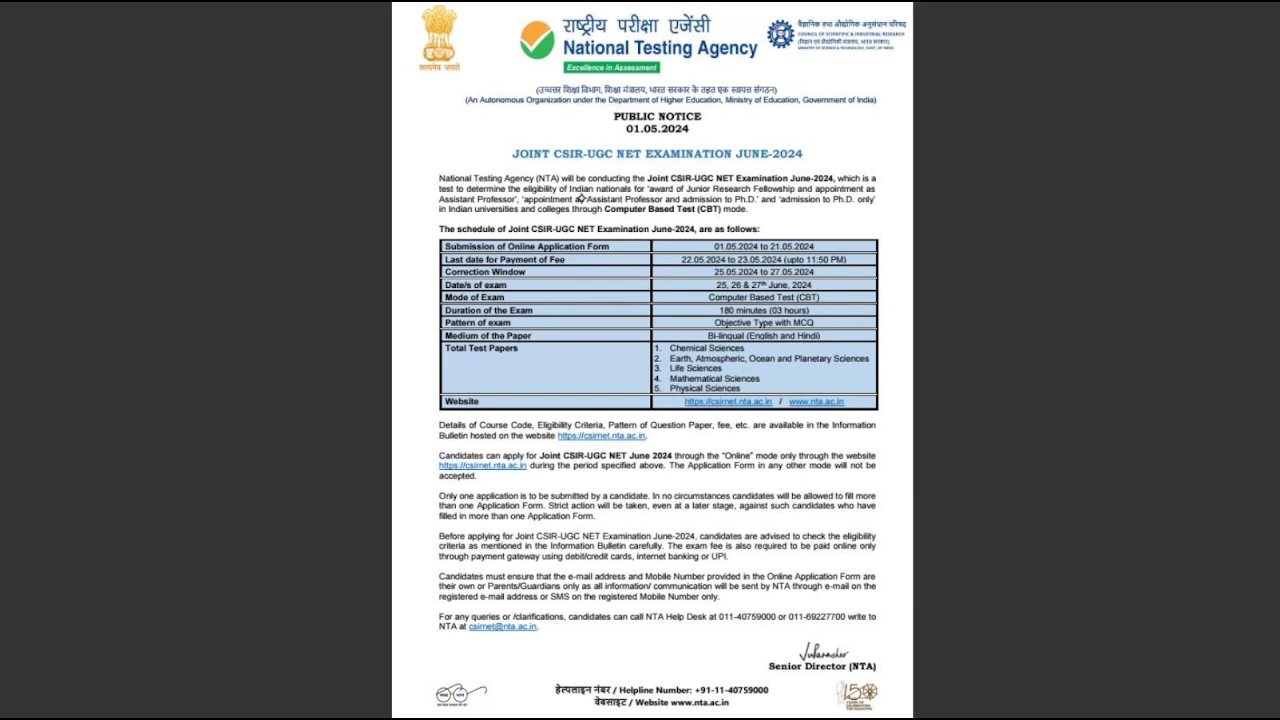 राष्ट्रीय परीक्षा एजेंसी
National Testing Agency
Excellence in Assessment
सत्यमेव जयते
वैज्ञानिक तथा औद्योगिक अनुसंधान परिषद
COUNCIL OF SCIENTIFIC & INDUSTRIAL RESEARCH
(विज्ञान एवं प्रौद्योगिकी मंत्रालय, भारत सरकार)
MINISTRY OF SCIENCE & TECHNOLOGY, GOVT. OF INDIA
(उच्चतर शिक्षा विभाग, शिक्षा मंत्रालय, भारत सरकार के तहत एक स्वायत्त संगठन)
(An Autonomous Organization under the Department of Higher Education, Ministry of Education, Government of India)
PUBLIC NOTICE
01.05.2024
JOINT CSIR-UGC NET EXAMINATION JUNE-2024
National Testing Agency (NTA) will be conducting the Joint CSIR-UGC NET Examination June-2024, which is a
test to determine the eligibility of Indian nationals for 'award of Junior Research Fellowship and appointment as
Assistant Professor', 'appointment as Assistant Professor and admission to Ph.D.' and 'admission to Ph.D. only'
in Indian universities and colleges through Computer Based Test (CBT) mode.
The schedule of Joint CSIR-UGC NET Examination June-2024, are as follows:
Submission of Online Application Form 01.05.2024 to 21.05.2024
Last date for Payment of Fee 22.05.2024 to 23.05.2024 (upto 11:50 PM)
Correction Window 25.05.2024 to 27.05.2024
Date/s of exam 25, 26 & 27th June, 2024
Mode of Exam Computer Based Test (CBT)
Duration of the Exam 180 minutes (03 hours)
Pattern of exam Objective Type with MCQ
Medium of the Paper Bi-lingual (English and Hindi)
Total Test Papers 1. Chemical Sciences
2. Earth, Atmospheric, Ocean and Planetary Sciences
3. Life Sciences
4. Mathematical Sciences
5. Physical Sciences
Website https://csirnet.nta.ac.in / www.nta.ac.in
Details of Course Code, Eligibility Criteria, Pattern of Question Paper, fee, etc. are available in the Information
Bulletin hosted on the website https://csirnet.nta.ac.in.
Candidates can apply for Joint CSIR-UGC NET June 2024 through the "Online" mode only through the website
https://csirnet.nta.ac.in during the period specified above. The Application Form in any other mode will not be
accepted.
Only one application is to be submitted by a candidate. In no circumstances candidates will be allowed to fill more
than one Application Form. Strict action will be taken, even at a later stage, against such candidates who have
filled in more than one Application Form.
Before applying for Joint CSIR-UGC NET Examination June-2024, candidates are advised to check the eligibility
criteria as mentioned in the Information Bulletin carefully. The exam fee is also required to be paid online only
through payment gateway using debit/credit cards, internet banking or UPI.
Candidates must ensure that the e-mail address and Mobile Number provided in the Online Application Form are
their own or Parents/Guardians only as all information/ communication will be sent by NTA through e-mail on the
registered e-mail address or SMS on the registered Mobile Number only.
For any queries or /clarifications, candidates can call NTA Help Desk at 011-40759000 or 011-69227700 write to
NTA at csirnet@nta.ac.in.
Senior Director (NTA)
हेल्पलाइन नंबर / Helpline Number: +91-11-40759000
वेबसाइट / Website www.nta.ac.in
150
YEARS OF
CELEBRATING
THE MAHATMA